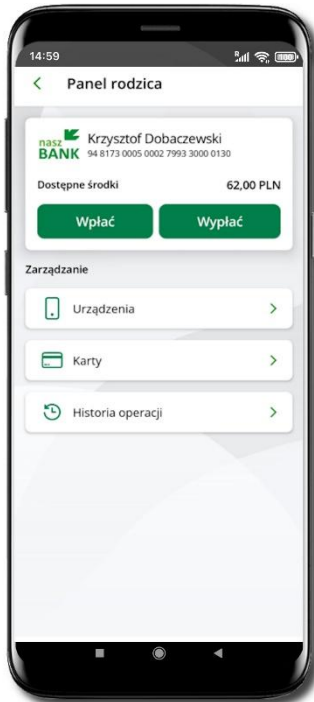 14:59
Panel rodzica
nasz
BANK
Krzysztof Dobaczewski
94 8173 0005 0002 7993 3000 0130
Dostępne środki
62,00 PLN
Wpłać
Wypłać
Zarządzanie
Urządzenia
Karty
Historia operacji